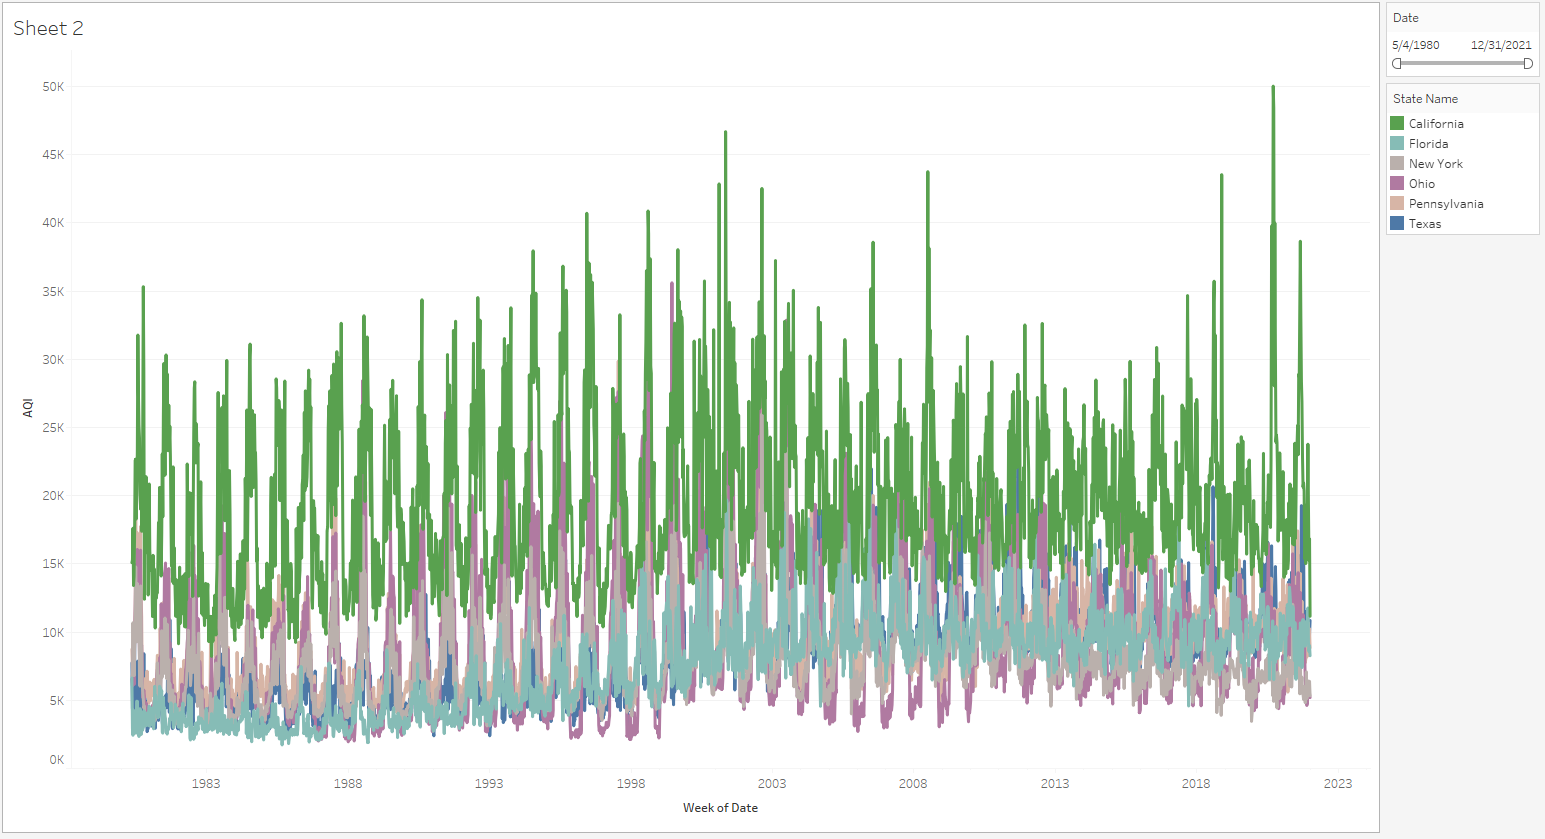 Sheet 2
50K
45K
40K
35K
30K
25K
20K
15K
10K
5K
0K
AQI
1983 1988 1993 1998 2003 2008 2013 2018 2023
Week of Date
Date
5/4/1980 12/31/2021
State Name
California
Florida
New York
Ohio
Pennsylvania
Texas